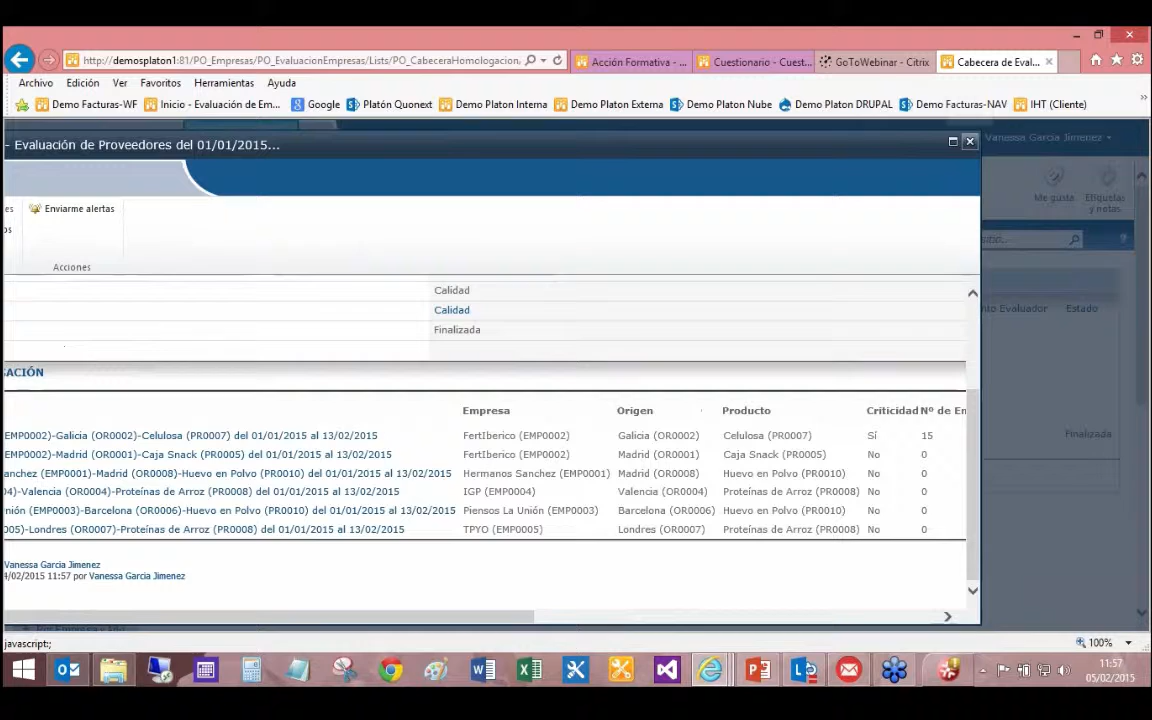 http://demosplaton1:81/PO_Empresas/PO_EvaluacionEmpresas/Lists/PO_CabeceraHomologacion,
Acción Formativa - ...
Cuestionario - Cuest...
GoToWebinar - Citrix
Cabecera de Eval...
Archivo Edición Ver Favoritos Herramientas Ayuda
Demo Facturas-WF Inicio - Evaluación de Em... Google Platón Quonext Demo Platon Interna Demo Platon Externa Demo Platon Nube Demo Platon DRUPAL Demo Facturas-NAV IHT (Cliente)
Vanessa Garcia Jimenez
- Evaluación de Proveedores del 01/01/2015...
Me gusta
Etiquetas
y notas
es Enviarme alertas
os
Acciones
Calidad
Calidad
Finalizada
nto Evaluador Estado
Finalizada
ACIÓN
Empresa Origen Producto Criticidad Nº de En
EMP0002)-Galicia (OR0002)-Celulosa (PR0007) del 01/01/2015 al 13/02/2015 FertIberico (EMP0002) Galicia (OR0002) Celulosa (PR0007) Sí 15
EMP0002)-Madrid (OR0001)-Caja Snack (PR0005) del 01/01/2015 al 13/02/2015 FertIberico (EMP0002) Madrid (OR0001) Caja Snack (PR0005) No 0
anchez (EMP0001)-Madrid (OR0008)-Huevo en Polvo (PR0010) del 01/01/2015 al 13/02/2015 Hermanos Sanchez (EMP0001) Madrid (OR0008) Huevo en Polvo (PR0010) No 0
04)-Valencia (OR0004)-Proteínas de Arroz (PR0008) del 01/01/2015 al 13/02/2015 IGP (EMP0004) Valencia (OR0004) Proteínas de Arroz (PR0008) No 0
nión (EMP0003)-Barcelona (OR0006)-Huevo en Polvo (PR0010) del 01/01/2015 al 13/02/2015 Piensos La Unión (EMP0003) Barcelona (OR0006) Huevo en Polvo (PR0010) No 0
005)-Londres (OR0007)-Proteínas de Arroz (PR0008) del 01/01/2015 al 13/02/2015 TPYO (EMP0005) Londres (OR0007) Proteínas de Arroz (PR0008) No 0
Vanessa Garcia Jimenez
4/02/2015 11:57 por Vanessa Garcia Jimenez
javascript:;
100%
11:57
05/02/2015